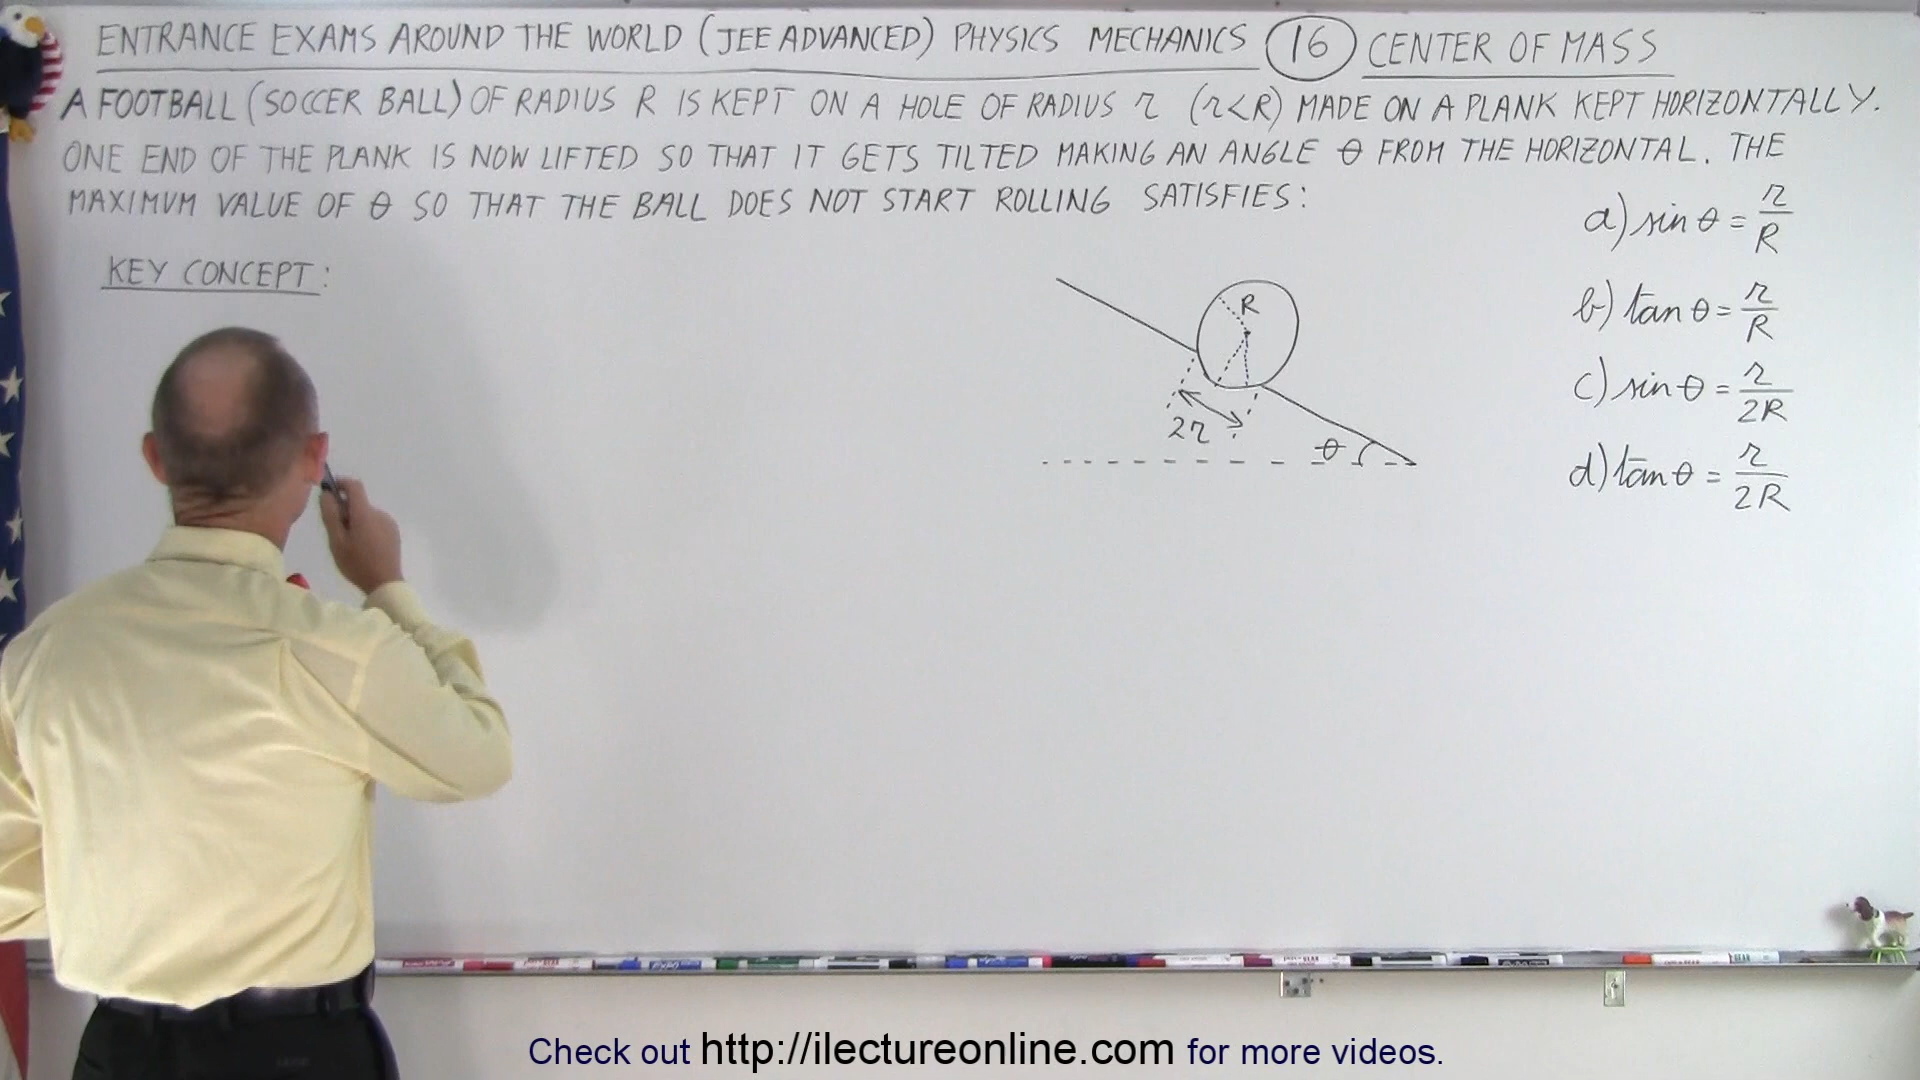 ENTRANCE EXAMS AROUND THE WORLD (JEE ADVANCED) PHYSICS MECHANICS 16 CENTER OF MASS
A FOOTBALL (SOCCER BALL) OF RADIUS R IS KEPT ON A HOLE OF RADIUS r (r<R) MADE ON A PLANK KEPT HORIZONTALLY.
ONE END OF THE PLANK IS NOW LIFTED SO THAT IT GETS TILTED MAKING AN ANGLE θ FROM THE HORIZONTAL. THE
MAXIMUM VALUE OF θ SO THAT THE BALL DOES NOT START ROLLING SATISFIES:
a) sin θ = r/R
KEY CONCEPT:
R
b) tan θ = r/R
c) sin θ = r/2R
2r
θ
d) tan θ = r/2R
Check out http://ilectureonline.com for more videos.